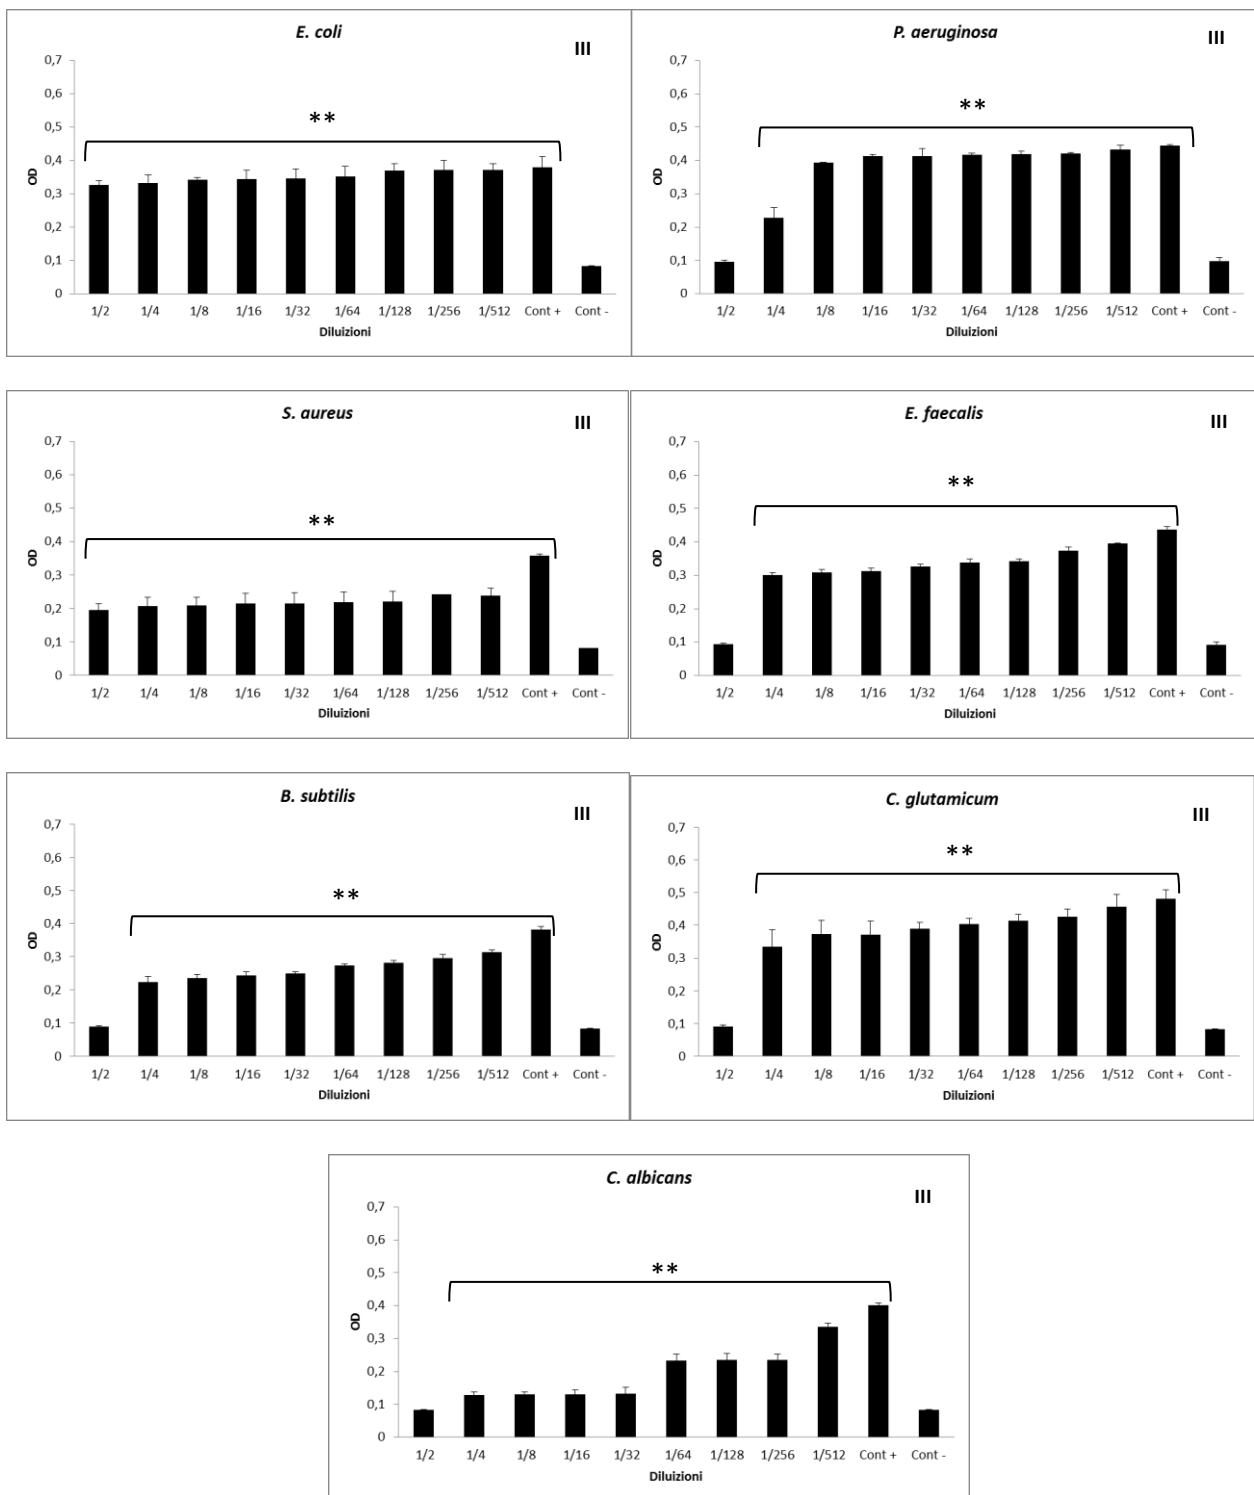 E. coli
III
**
0,7
0,6
0,5
0,4
0,3
0,2
0,1
0
OD
1/2 1/4 1/8 1/16 1/32 1/64 1/128 1/256 1/512 Cont + Cont -
Diluizioni
P. aeruginosa
III
**
0,7
0,6
0,5
0,4
0,3
0,2
0,1
0
OD
1/2 1/4 1/8 1/16 1/32 1/64 1/128 1/256 1/512 Cont + Cont -
Diluizioni
S. aureus
III
**
0,7
0,6
0,5
0,4
0,3
0,2
0,1
0
OD
1/2 1/4 1/8 1/16 1/32 1/64 1/128 1/256 1/512 Cont + Cont -
Diluizioni
E. faecalis
III
**
0,7
0,6
0,5
0,4
0,3
0,2
0,1
0
OD
1/2 1/4 1/8 1/16 1/32 1/64 1/128 1/256 1/512 Cont + Cont -
Diluizioni
B. subtilis
III
**
0,7
0,6
0,5
0,4
0,3
0,2
0,1
0
OD
1/2 1/4 1/8 1/16 1/32 1/64 1/128 1/256 1/512 Cont + Cont -
Diluizioni
C. glutamicum
III
**
0,7
0,6
0,5
0,4
0,3
0,2
0,1
0
OD
1/2 1/4 1/8 1/16 1/32 1/64 1/128 1/256 1/512 Cont + Cont -
Diluizioni
C. albicans
III
**
0,7
0,6
0,5
0,4
0,3
0,2
0,1
0
OD
1/2 1/4 1/8 1/16 1/32 1/64 1/128 1/256 1/512 Cont + Cont -
Diluizioni